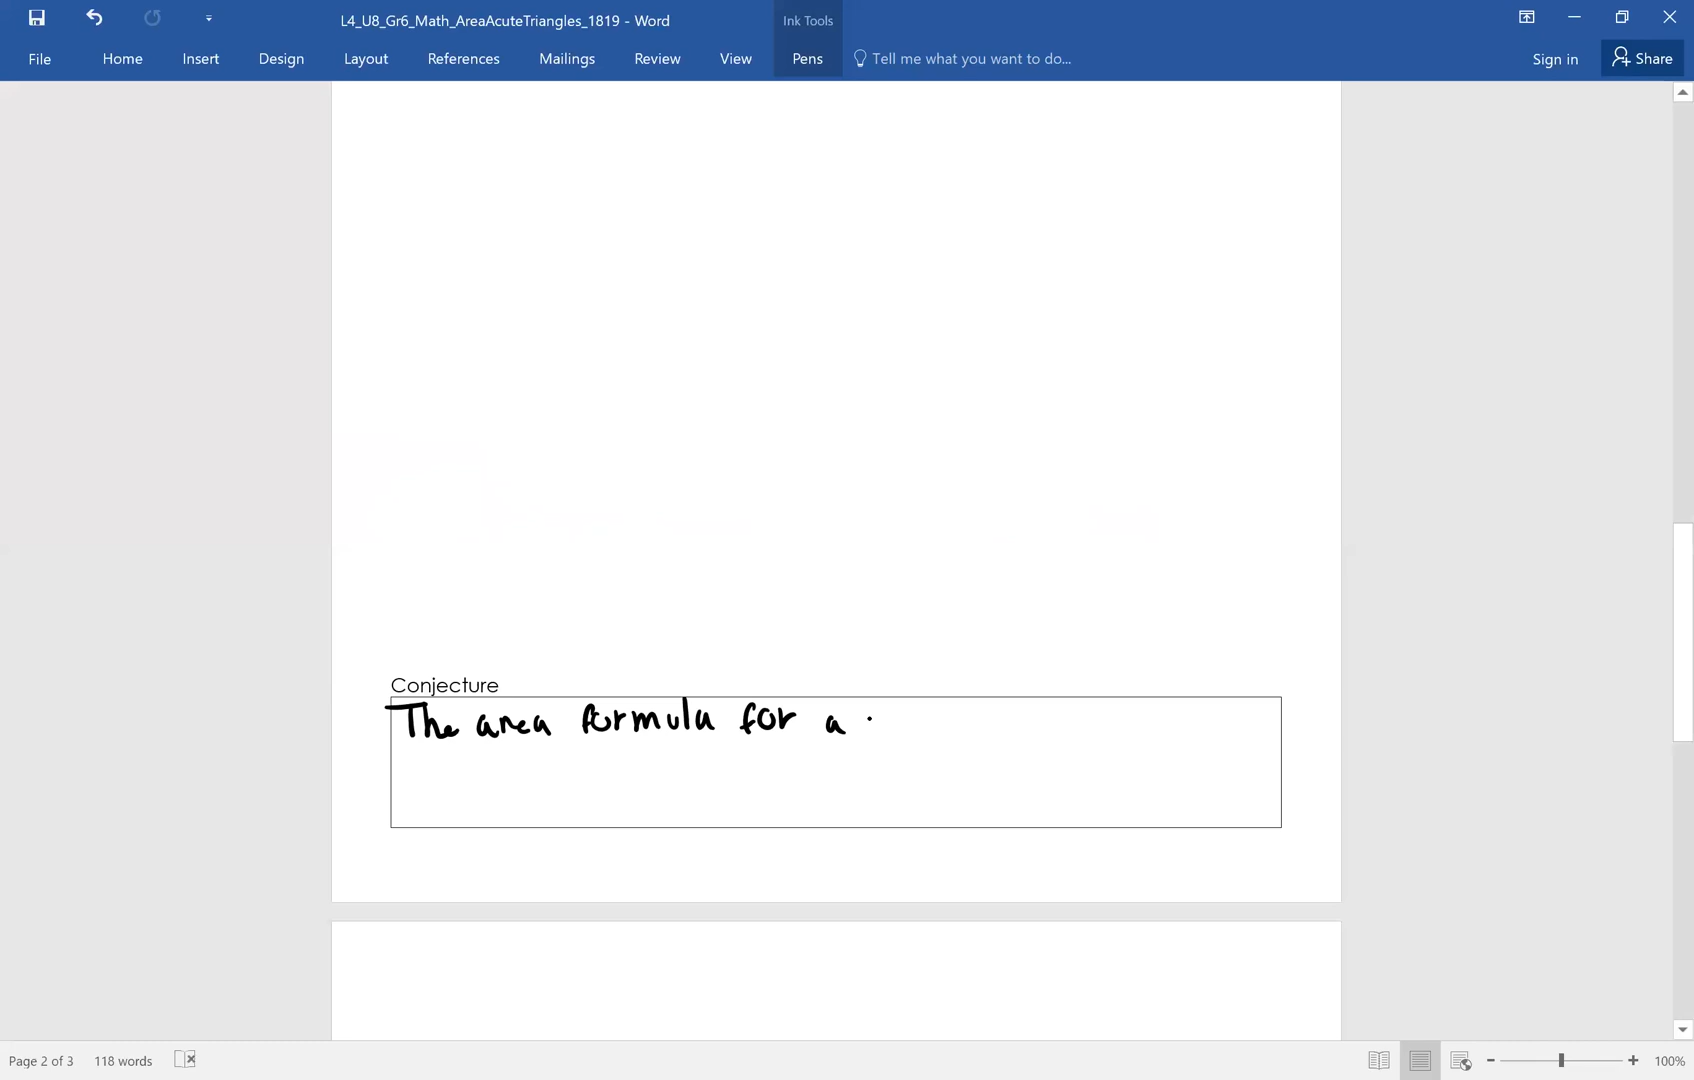 L4_U8_Gr6_Math_AreaAcuteTriangles_1819 - Word
Ink Tools
File Home Insert Design Layout References Mailings Review View Pens Tell me what you want to do... Sign in Share
Conjecture
The area formula for a
Page 2 of 3 118 words 100%